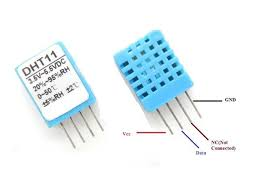 DHT11
3.5V~5.5VDC
20%~95%RH
0~50℃
±5%RH ±2℃
GND
Vcc
NC(Not
Connected)
Data